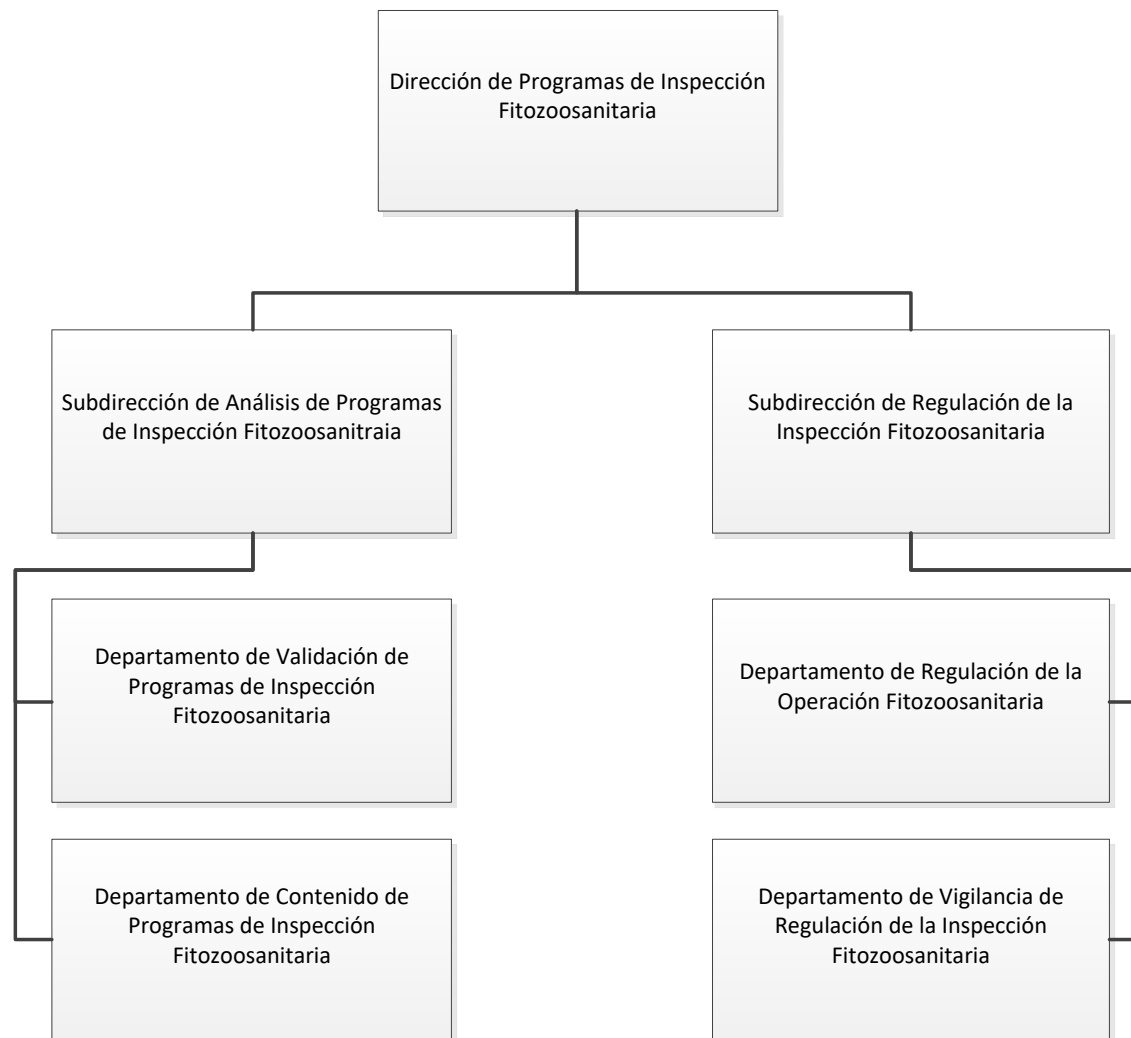 Dirección de Programas de Inspección
Fitozoosanitaria
Subdirección de Análisis de Programas
de Inspección Fitozoosanitraia
Subdirección de Regulación de la
Inspección Fitozoosanitaria
Departamento de Validación de
Programas de Inspección
Fitozoosanitaria
Departamento de Regulación de la
Operación Fitozoosanitaria
Departamento de Contenido de
Programas de Inspección
Fitozoosanitaria
Departamento de Vigilancia de
Regulación de la Inspección
Fitozoosanitaria